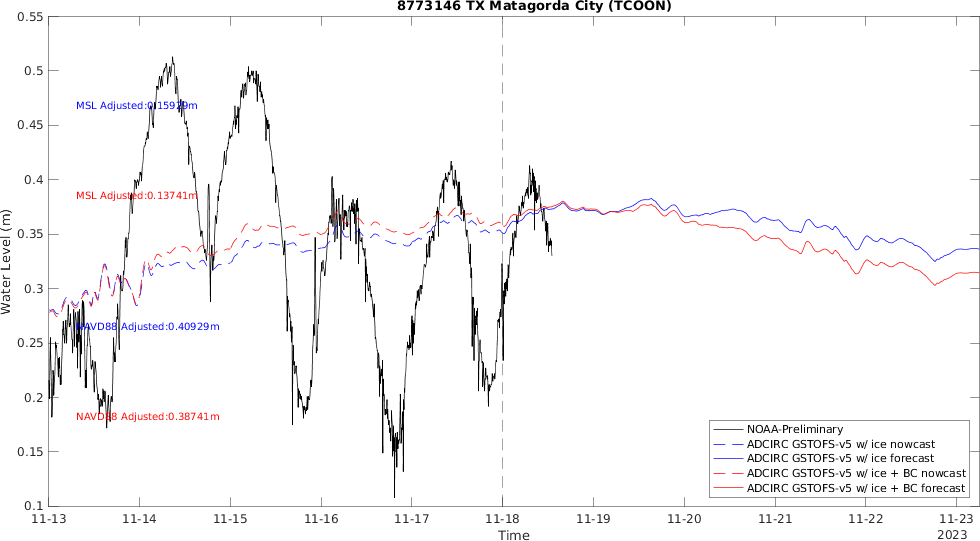 8773146 TX Matagorda City (TCOON)
0.55
0.5
0.45
0.4
0.35
0.3
0.25
0.2
0.15
0.1
Water Level (m)
MSL Adjusted:0.15929m
MSL Adjusted:0.13741m
NAVD88 Adjusted:0.40929m
NAVD88 Adjusted:0.38741m
NOAA-Preliminary
ADCIRC GSTOFS-v5 w/ ice nowcast
ADCIRC GSTOFS-v5 w/ ice forecast
ADCIRC GSTOFS-v5 w/ ice + BC nowcast
ADCIRC GSTOFS-v5 w/ ice + BC forecast
11-13 11-14 11-15 11-16 11-17 11-18 11-19 11-20 11-21 11-22 11-23
2023
Time